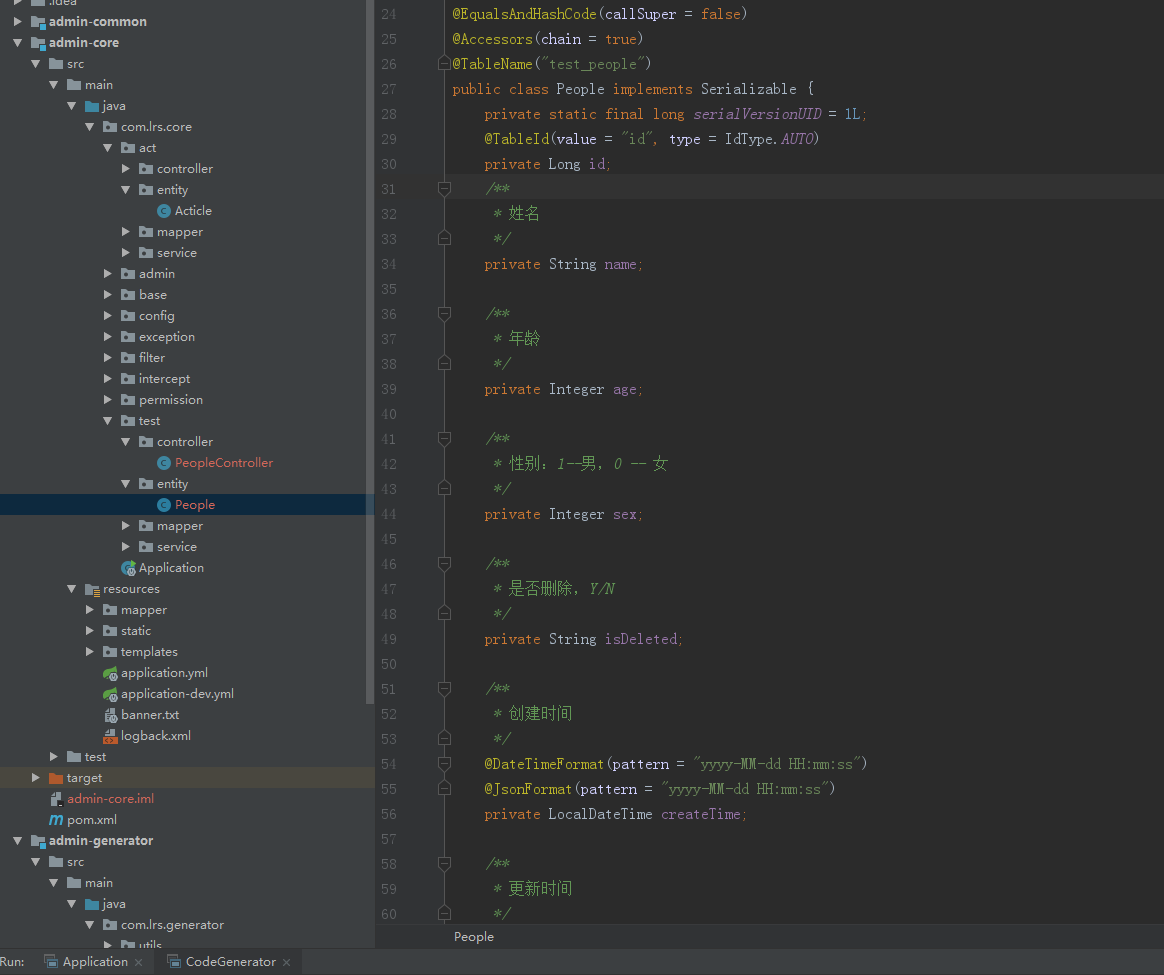 .idea
admin-common
admin-core
src
main
java
com.lrs.core
act
controller
entity
Acticle
mapper
service
admin
base
config
exception
filter
intercept
permission
test
controller
PeopleController
entity
People
mapper
service
Application
resources
mapper
static
templates
application.yml
application-dev.yml
banner.txt
logback.xml
test
target
admin-core.iml
pom.xml
admin-generator
src
main
java
com.lrs.generator
utils
24 @EqualsAndHashCode(callSuper = false)
25 @Accessors(chain = true)
26 @TableName("test_people")
27 public class People implements Serializable {
28 private static final long serialVersionUID = 1L;
29 @TableId(value = "id", type = IdType.AUTO)
30 private Long id;
31 /**
32 * 姓名
33 */
34 private String name;
35
36 /**
37 * 年龄
38 */
39 private Integer age;
40
41 /**
42 * 性别：1--男，0 -- 女
43 */
44 private Integer sex;
45
46 /**
47 * 是否删除，Y/N
48 */
49 private String isDeleted;
50
51 /**
52 * 创建时间
53 */
54 @DateTimeFormat(pattern = "yyyy-MM-dd HH:mm:ss")
55 @JsonFormat(pattern = "yyyy-MM-dd HH:mm:ss")
56 private LocalDateTime createTime;
57
58 /**
59 * 更新时间
60 */
People
Run: Application × CodeGenerator ×